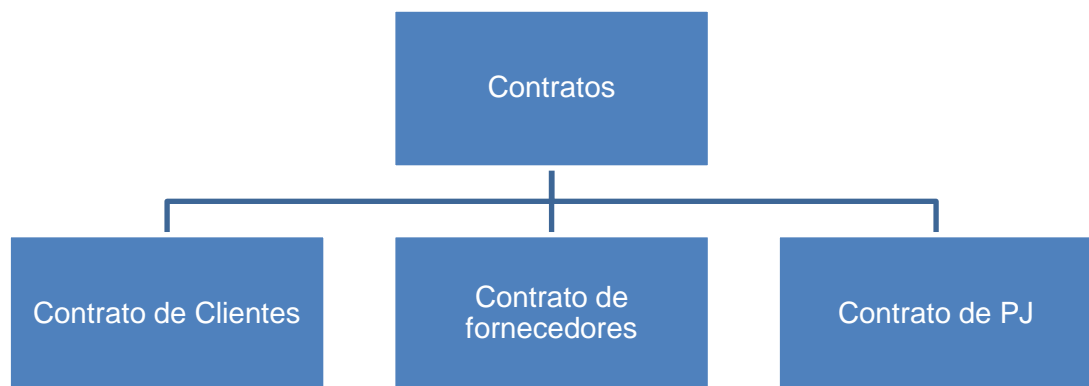 Contratos
Contrato de Clientes
Contrato de
fornecedores
Contrato de PJ